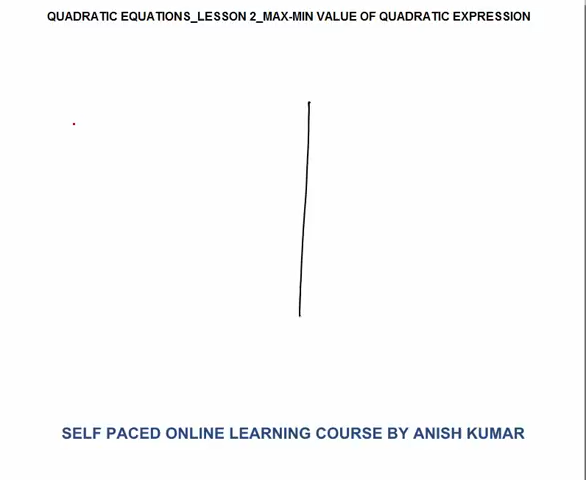 QUADRATIC EQUATIONS_LESSON 2_MAX-MIN VALUE OF QUADRATIC EXPRESSION
SELF PACED ONLINE LEARNING COURSE BY ANISH KUMAR